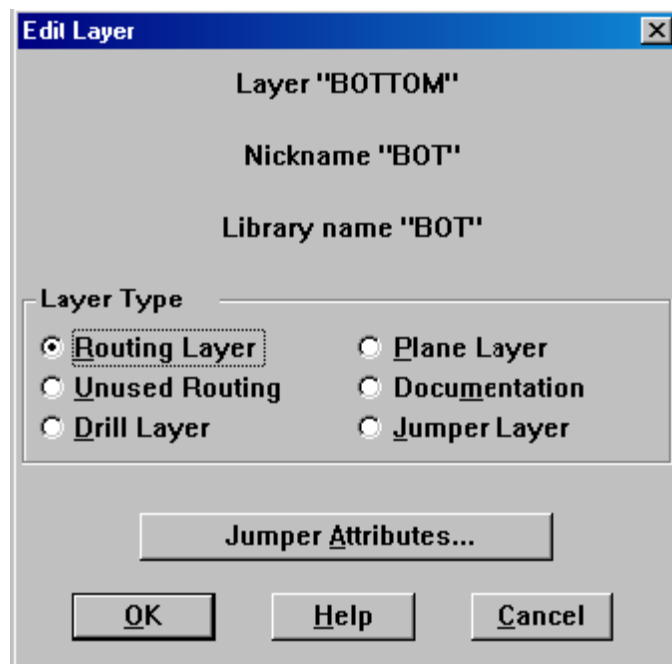 Edit Layer
Layer "BOTTOM"
Nickname "BOT"
Library name "BOT"
Layer Type
Routing Layer Plane Layer
Unused Routing Documentation
Drill Layer Jumper Layer
Jumper Attributes...
OK Help Cancel